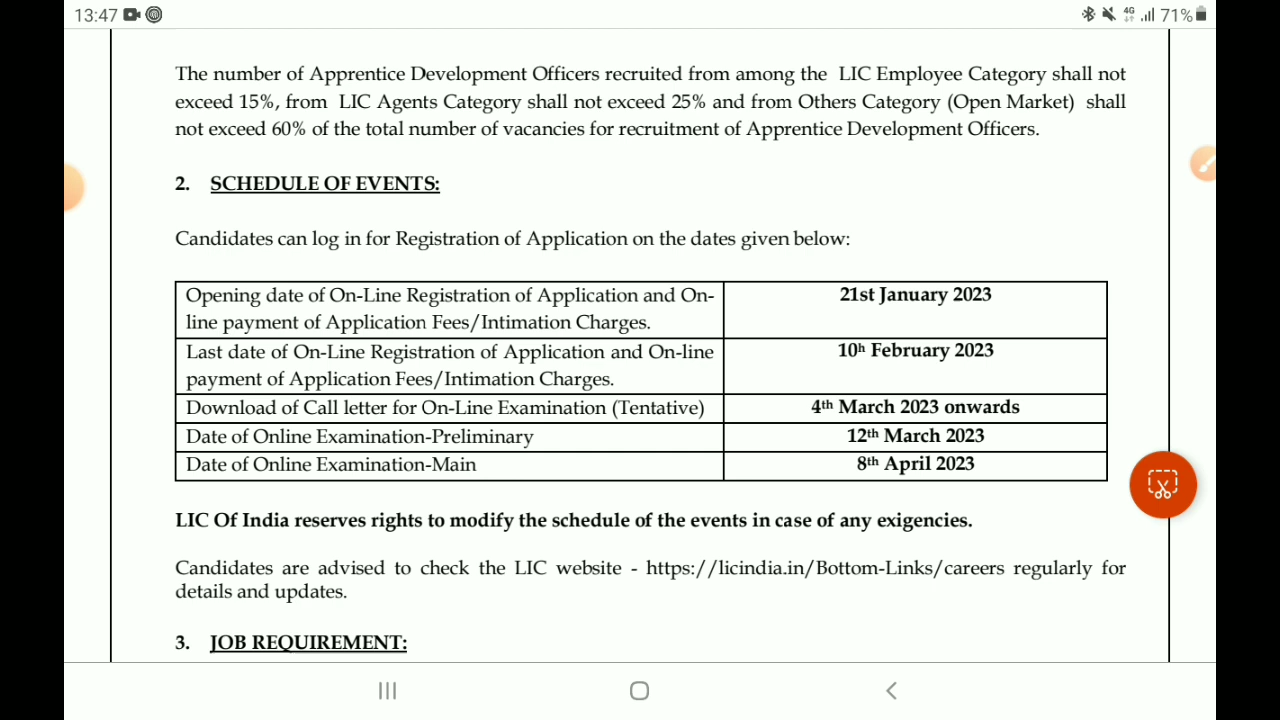 13:47
4G 71%
The number of Apprentice Development Officers recruited from among the LIC Employee Category shall not
exceed 15%, from LIC Agents Category shall not exceed 25% and from Others Category (Open Market) shall
not exceed 60% of the total number of vacancies for recruitment of Apprentice Development Officers.
2. SCHEDULE OF EVENTS:
Candidates can log in for Registration of Application on the dates given below:
Opening date of On-Line Registration of Application and On- 21st January 2023
line payment of Application Fees/Intimation Charges.
Last date of On-Line Registration of Application and On-line 10h February 2023
payment of Application Fees/Intimation Charges.
Download of Call letter for On-Line Examination (Tentative) 4th March 2023 onwards
Date of Online Examination-Preliminary 12th March 2023
Date of Online Examination-Main 8th April 2023
LIC Of India reserves rights to modify the schedule of the events in case of any exigencies.
Candidates are advised to check the LIC website - https://licindia.in/Bottom-Links/careers regularly for
details and updates.
3. JOB REQUIREMENT: